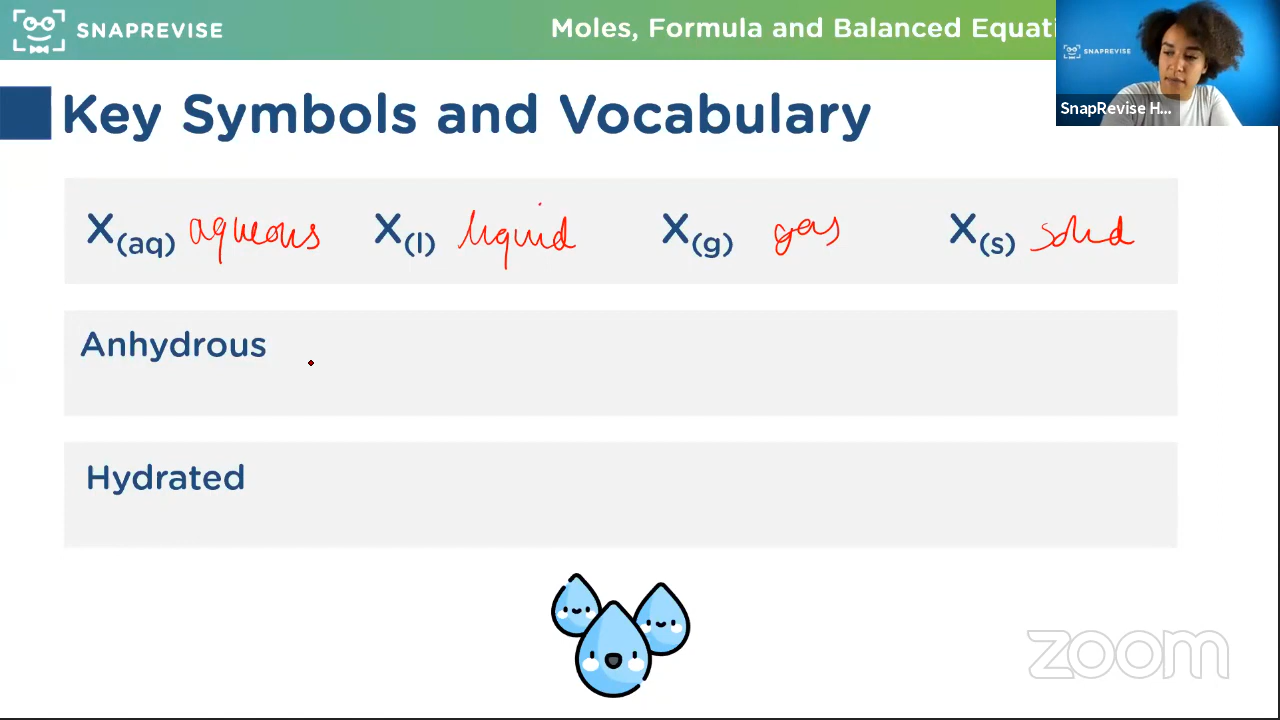 SNAPREVISE
Moles, Formula and Balanced Equati
SNAPREVISE
SnapRevise H...
Key Symbols and Vocabulary
X(aq) aqueous X(l) liquid X(g) gas X(s) solid
Anhydrous
Hydrated
zoom